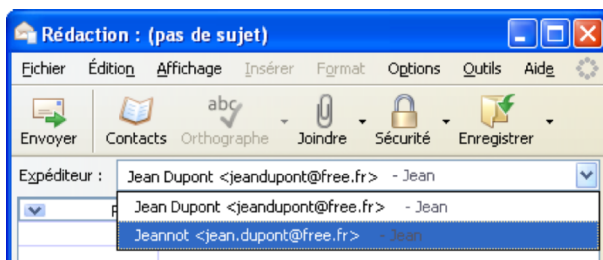 Rédaction : (pas de sujet)
Fichier Édition Affichage Insérer Format Options Outils Aide
abc
Envoyer Contacts Orthographe Joindre Sécurité Enregistrer
Expéditeur : Jean Dupont <jeandupont@free.fr> - Jean
Jean Dupont <jeandupont@free.fr> - Jean
Jeannot <jean.dupont@free.fr> - Jean